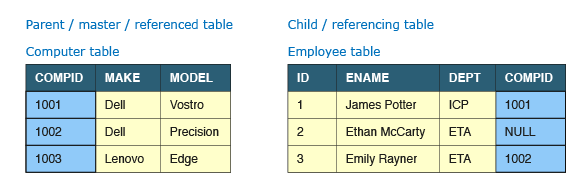 Parent / master / referenced table
Computer table
COMPID MAKE MODEL
1001 Dell Vostro
1002 Dell Precision
1003 Lenovo Edge
Child / referencing table
Employee table
ID ENAME DEPT COMPID
1 James Potter ICP 1001
2 Ethan McCarty ETA NULL
3 Emily Rayner ETA 1002